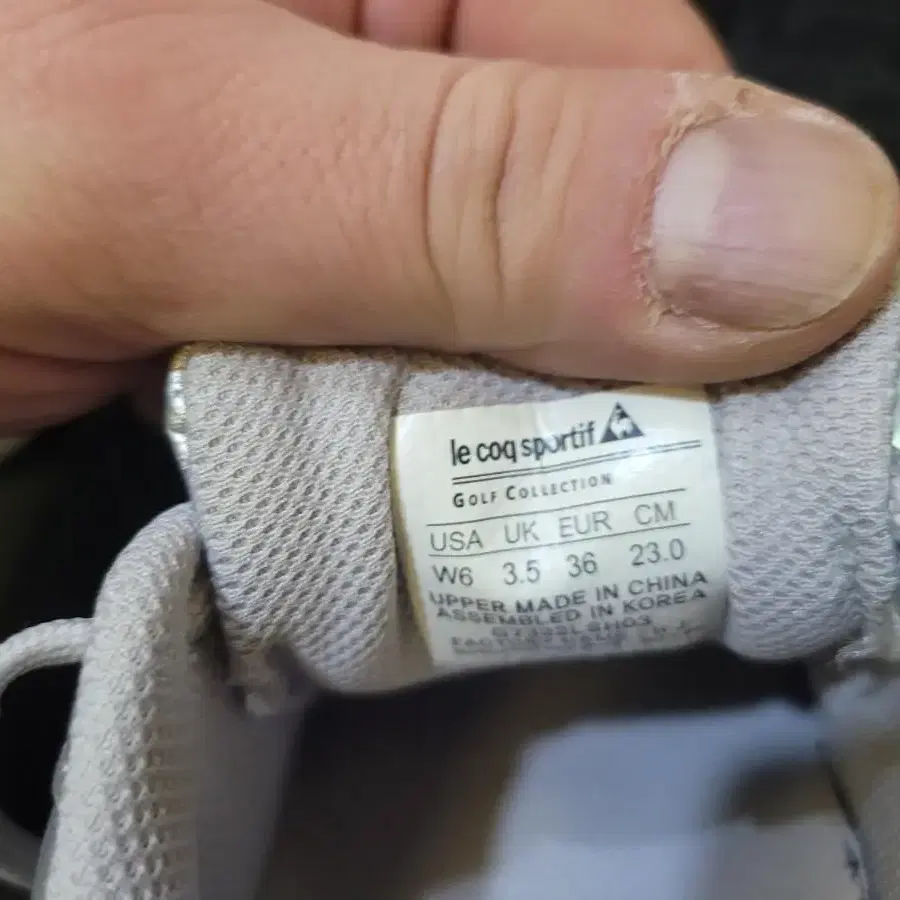 le coq sportif
GOLF COLLECTION
USA UK EUR CM
W6 3.5 36 23.0
UPPER MADE IN CHINA
ASSEMBLED IN KOREA